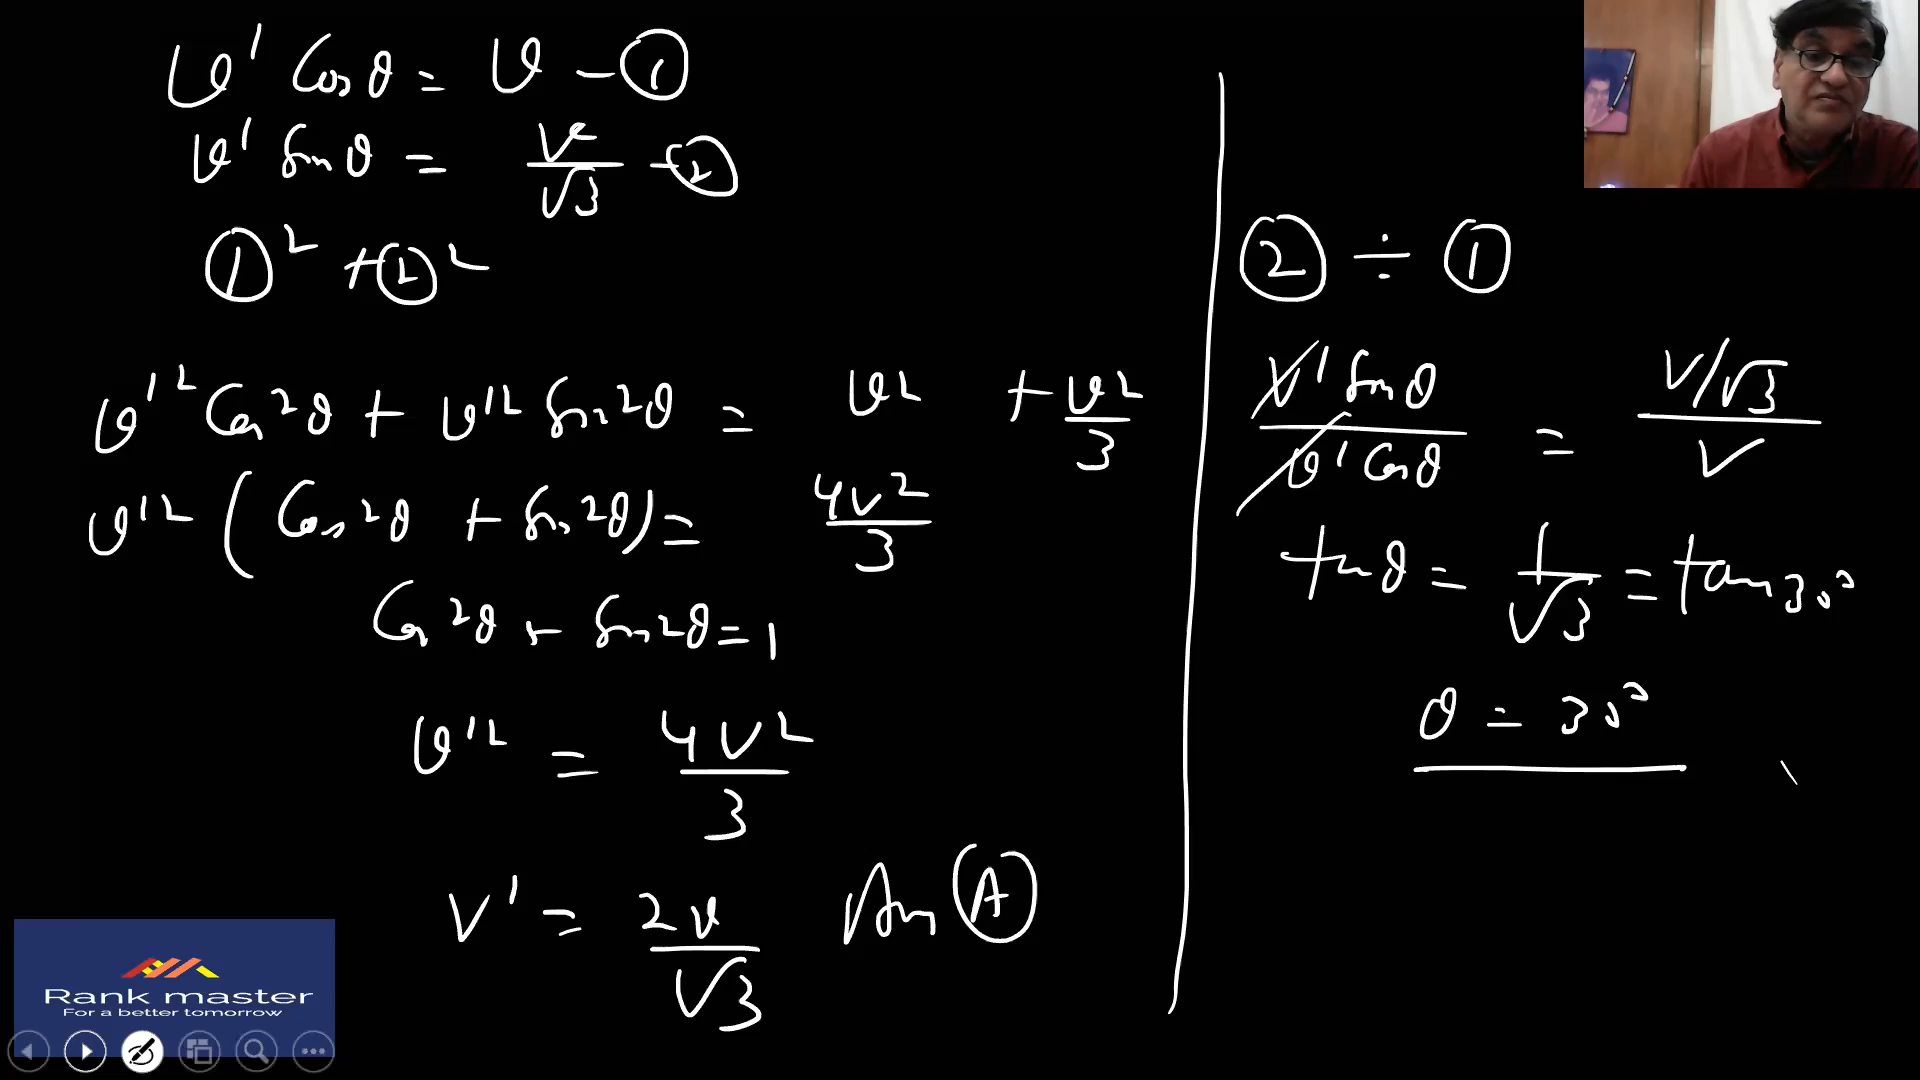 v' Cos θ = v – ①
v' Sin θ = v/√3 – ②
①² + ②²
v'² Cos²θ + v'² Sin²θ = v² + v²/3
v'² (Cos²θ + Sin²θ) = 4v²/3
Cos²θ + Sin²θ = 1
v'² = 4v²/3
v' = 2v/√3 Ans Ⓐ
② ÷ ①
v' Sin θ / v' Cos θ = v/√3 / v
tan θ = 1/√3 = tan 30°
θ = 30°
Rank master
For a better tomorrow